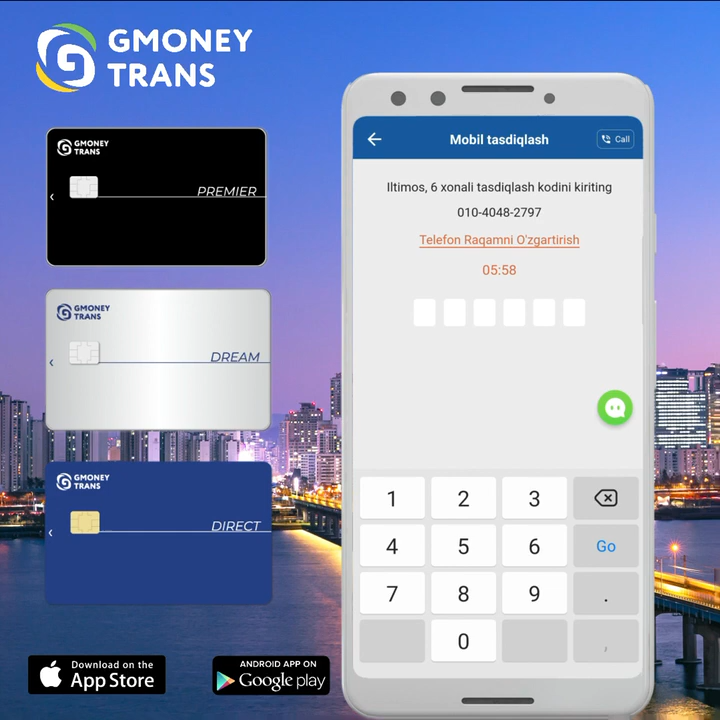 GMONEY
TRANS
GMONEY
TRANS
PREMIER
GMONEY
TRANS
DREAM
GMONEY
TRANS
DIRECT
Download on the
App Store
ANDROID APP ON
Google play
Mobil tasdiqlash
Call
Iltimos, 6 xonali tasdiqlash kodini kiriting
010-4048-2797
Telefon Raqamni O'zgartirish
05:58
1 2 3
4 5 6 Go
7 8 9 .
0 ,